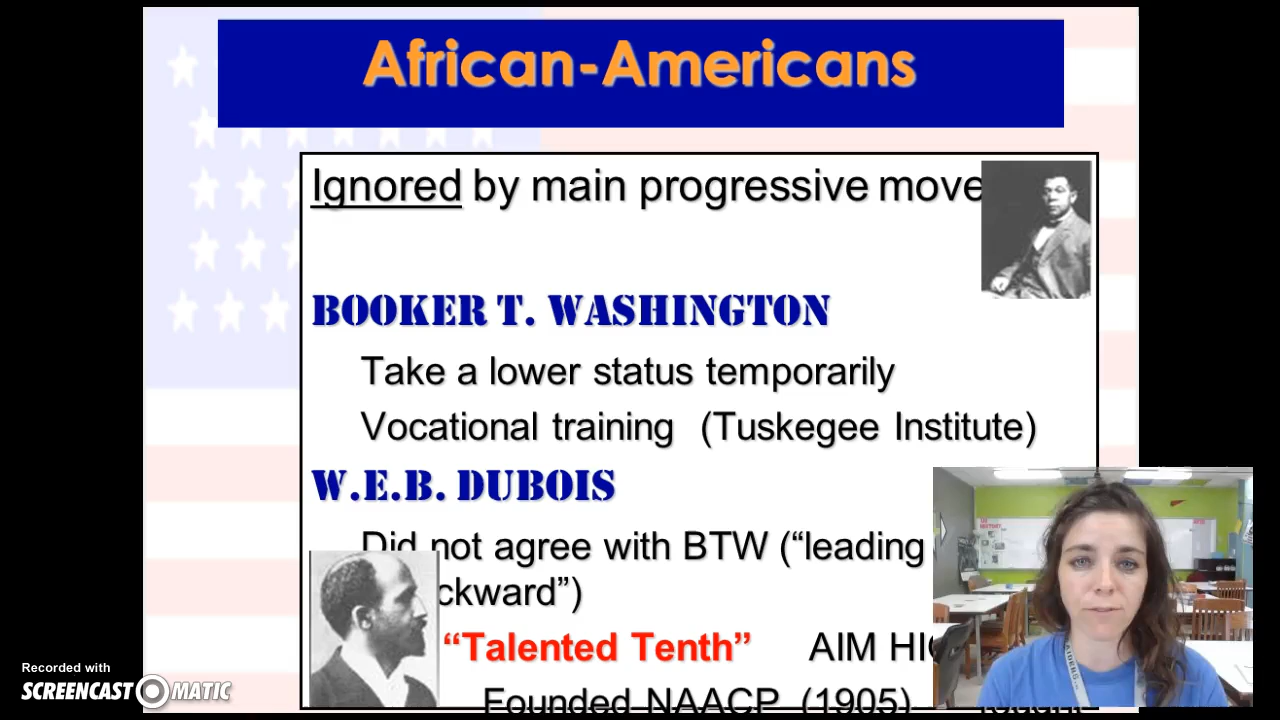 African-Americans
Ignored by main progressive move
BOOKER T. WASHINGTON
Take a lower status temporarily
Vocational training (Tuskegee Institute)
W.E.B. DUBOIS
Did not agree with BTW (“leading
ckward”)
“Talented Tenth” AIM HIG
Founded NAACP (1905)
Recorded with
SCREENCAST MATIC